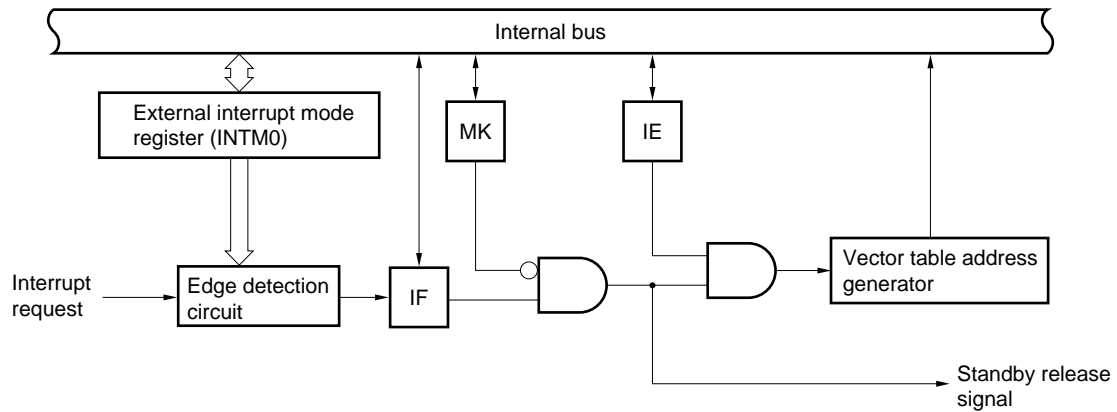 Internal bus
External interrupt mode
register (INTM0)
MK
IE
Interrupt
request
Edge detection
circuit
IF
Vector table address
generator
Standby release
signal